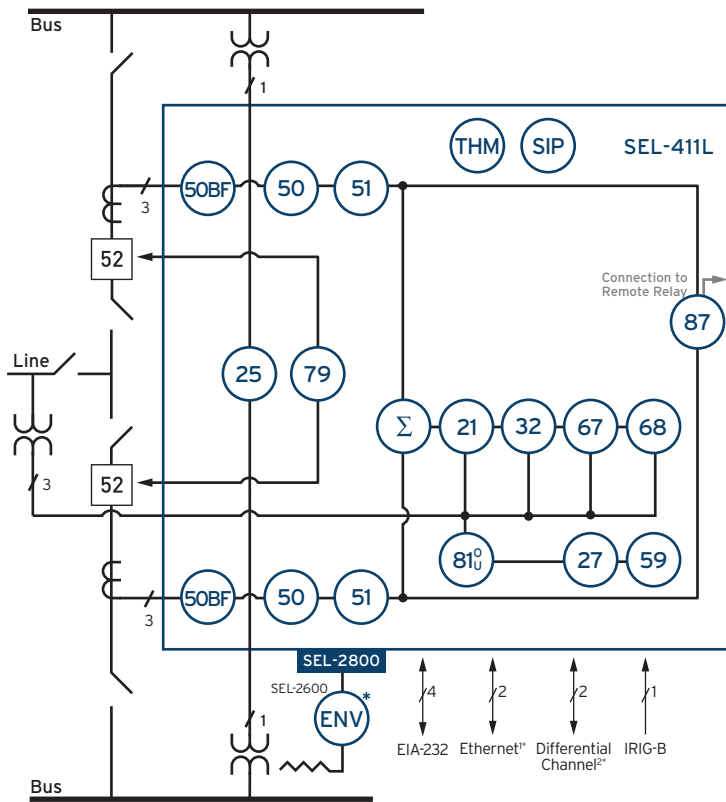 Bus
1
THM SIP SEL-411L
50BF 50 51
3
52
Connection to
Remote Relay
87
Line
25 79
Σ 21 32 67 68
3
52
81OU 27 59
50BF 50 51
3
SEL-2800
SEL-2600
ENV*
1
4 2 2 1
EIA-232 Ethernet1* Differential
Channel2* IRIG-B
Bus